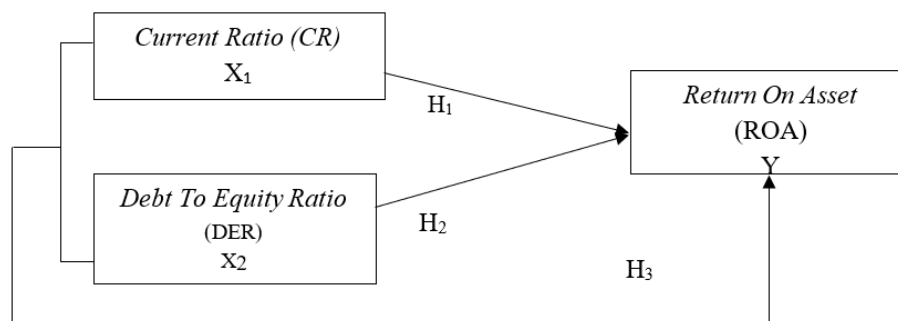 Current Ratio (CR)
X₁
H₁
Return On Asset
(ROA)
Y
Debt To Equity Ratio
(DER)
X₂
H₂
H₃